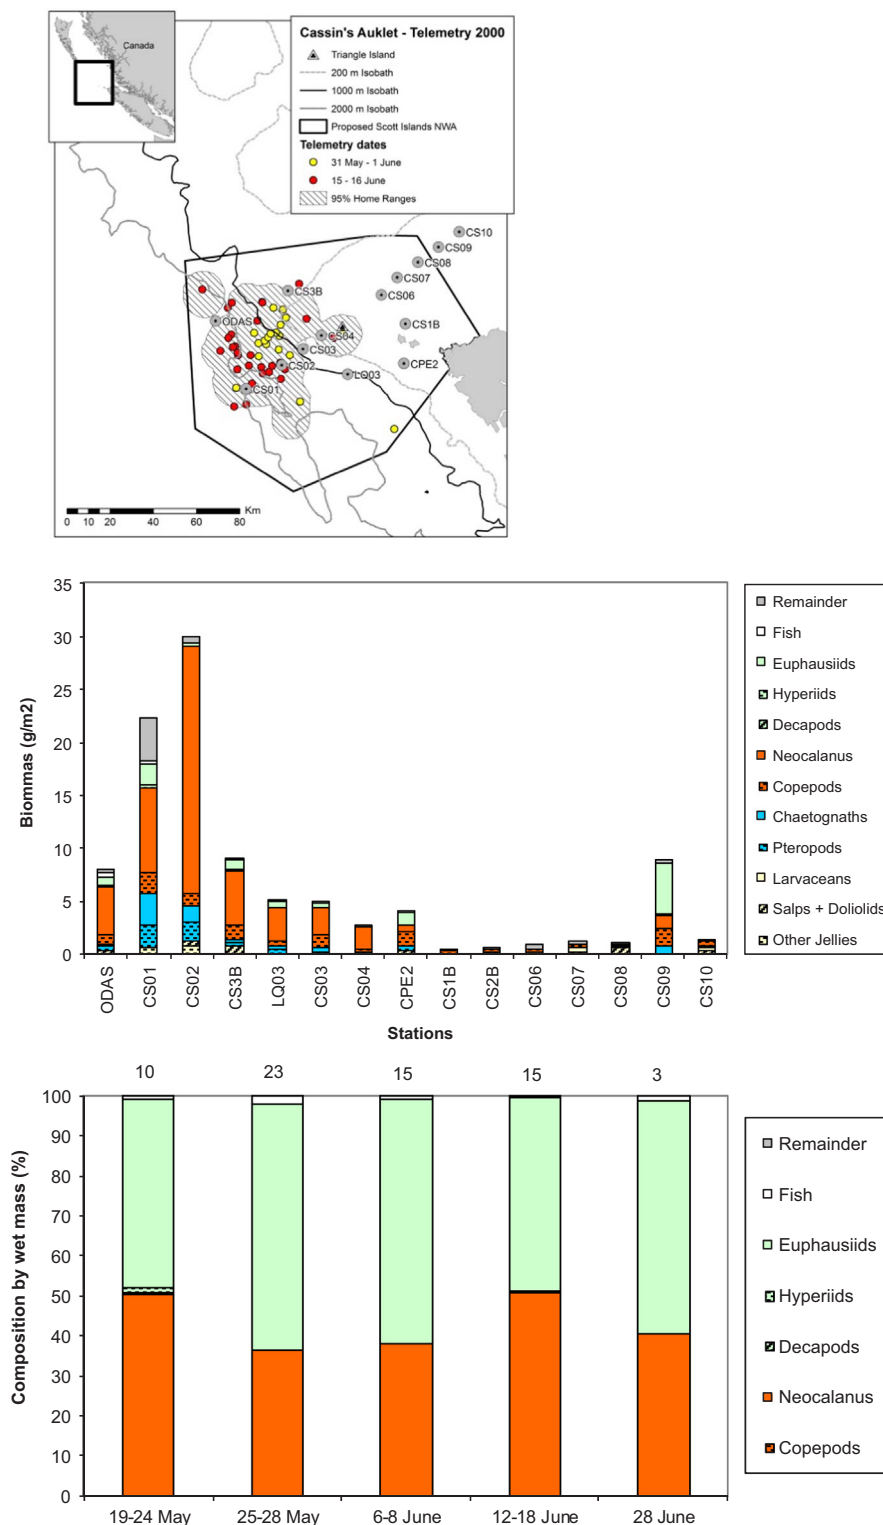 Canada
Cassin's Auklet - Telemetry 2000
Triangle Island
200 m Isobath
1000 m Isobath
2000 m Isobath
Proposed Scott Islands NWA
Telemetry dates
31 May - 1 June
15 - 16 June
95% Home Ranges
CS10
CS09
CS08
CS07
CS06
CS3B
ODAS
CS1B
CS04
CS03
CS02
CPE2
LQ03
CS01
Km
0 10 20 40 60 80
35
30
25
20
15
10
5
0
Biommas (g/m2)
ODAS
CS01
CS02
CS3B
LQ03
CS03
CS04
CPE2
CS1B
CS2B
CS06
CS07
CS08
CS09
CS10
Stations
Remainder
Fish
Euphausiids
Hyperiids
Decapods
Neocalanus
Copepods
Chaetognaths
Pteropods
Larvaceans
Salps + Doliolids
Other Jellies
10 23 15 15 3
100
90
80
70
60
50
40
30
20
10
0
Composition by wet mass (%)
19-24 May 25-28 May 6-8 June 12-18 June 28 June
Remainder
Fish
Euphausiids
Hyperiids
Decapods
Neocalanus
Copepods